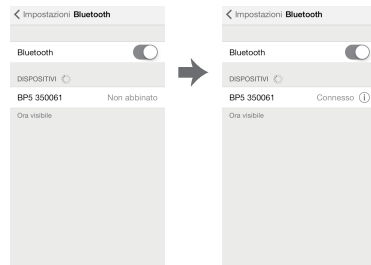 Impostazioni Bluetooth
Bluetooth
DISPOSITIVI
BP5 350061 Non abbinato
Ora visibile
Impostazioni Bluetooth
Bluetooth
DISPOSITIVI
BP5 350061 Connesso
Ora visibile